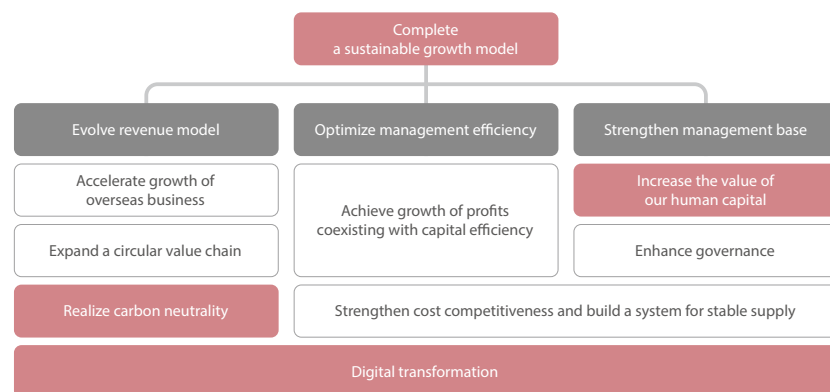 Complete
a sustainable growth model
Evolve revenue model
Optimize management efficiency
Strengthen management base
Accelerate growth of
overseas business
Achieve growth of profits
coexisting with capital efficiency
Increase the value of
our human capital
Expand a circular value chain
Enhance governance
Realize carbon neutrality
Strengthen cost competitiveness and build a system for stable supply
Digital transformation